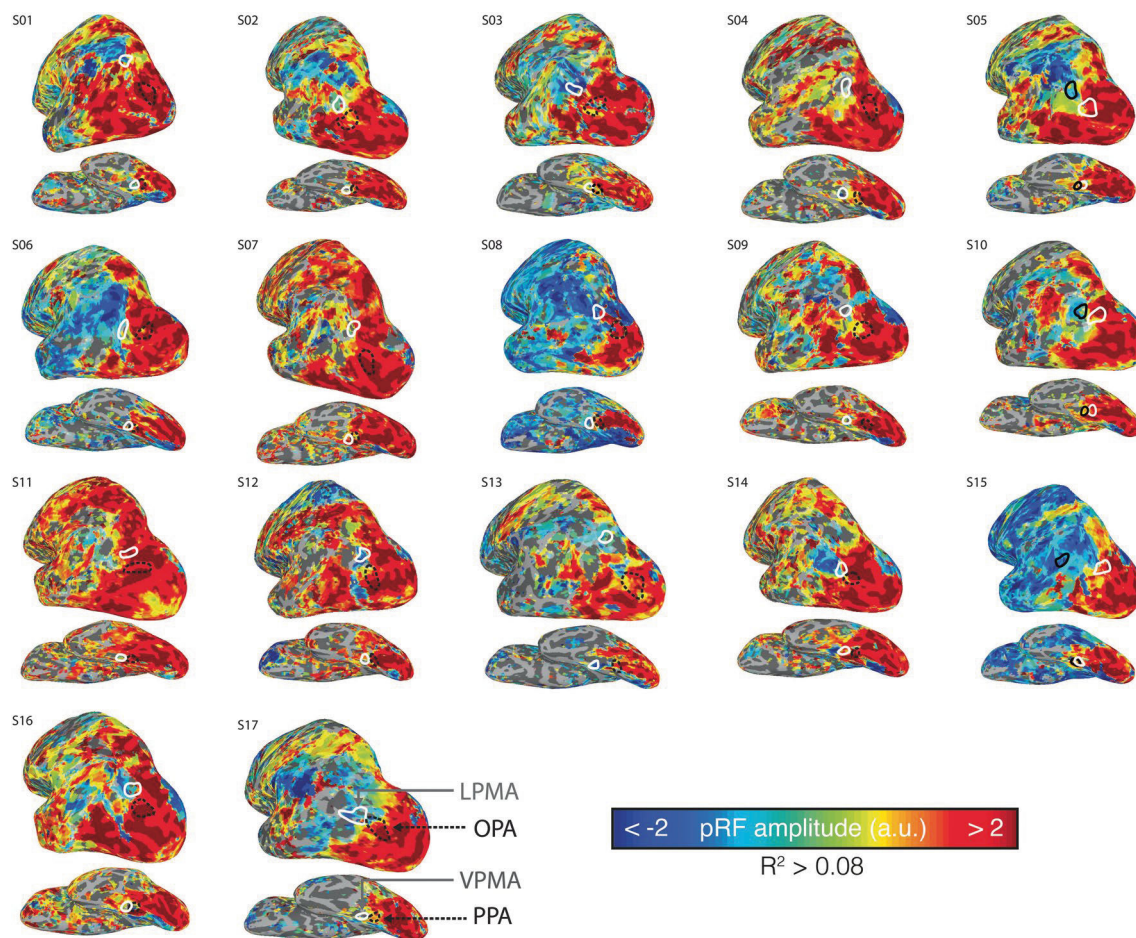 S01
S02
S03
S04
S05
S06
S07
S08
S09
S10
S11
S12
S13
S14
S15
S16
S17
LPMA
OPA
VPMA
PPA
< -2 pRF amplitude (a.u.) > 2
R² > 0.08